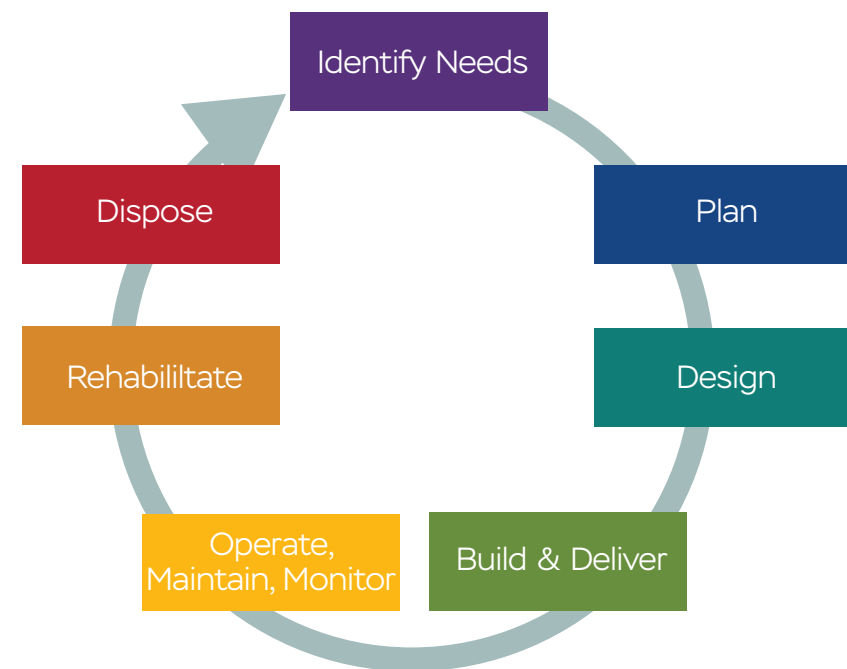 Identify Needs
Plan
Design
Build & Deliver
Operate,
Maintain, Monitor
Rehabililtate
Dispose